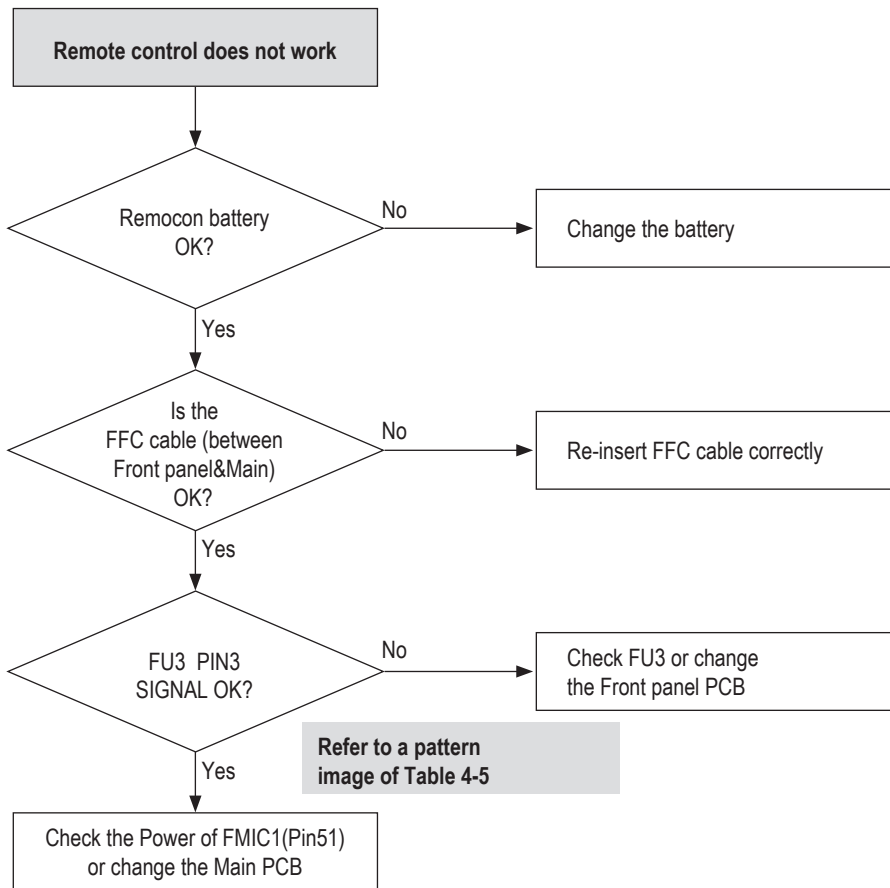 Remote control does not work
Remocon battery
OK?
No
Change the battery
Yes
Is the
FFC cable (between
Front panel&Main)
OK?
No
Re-insert FFC cable correctly
Yes
FU3 PIN3
SIGNAL OK?
No
Check FU3 or change
the Front panel PCB
Refer to a pattern
image of Table 4-5
Yes
Check the Power of FMIC1(Pin51)
or change the Main PCB